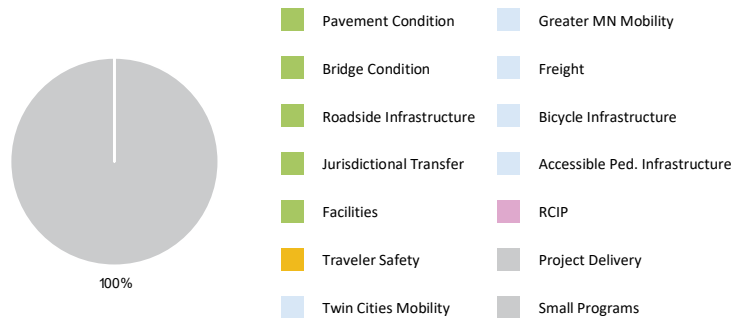 100%
Pavement Condition
Bridge Condition
Roadside Infrastructure
Jurisdictional Transfer
Facilities
Traveler Safety
Twin Cities Mobility
Greater MN Mobility
Freight
Bicycle Infrastructure
Accessible Ped. Infrastructure
RCIP
Project Delivery
Small Programs